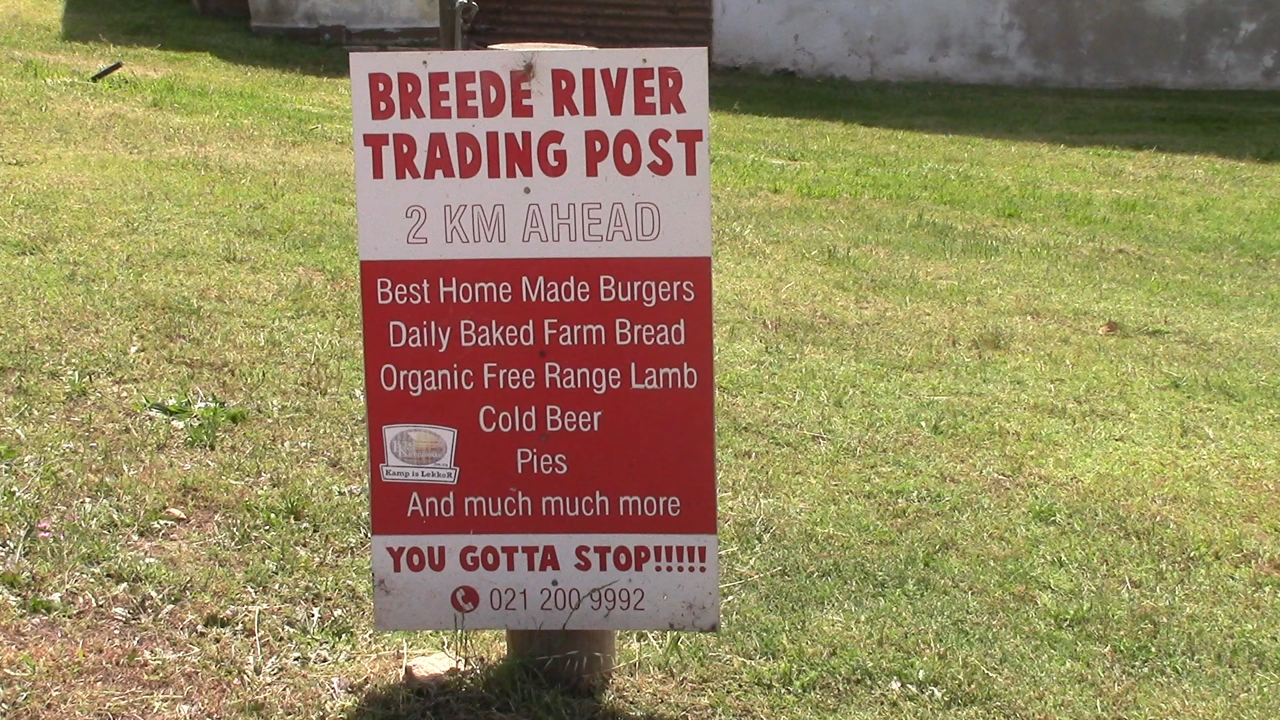 BREEDE RIVER
TRADING POST
2 KM AHEAD
Best Home Made Burgers
Daily Baked Farm Bread
Organic Free Range Lamb
Cold Beer
Pies
Kamp is LekkeR
And much much more
YOU GOTTA STOP!!!!!
021 200 9992